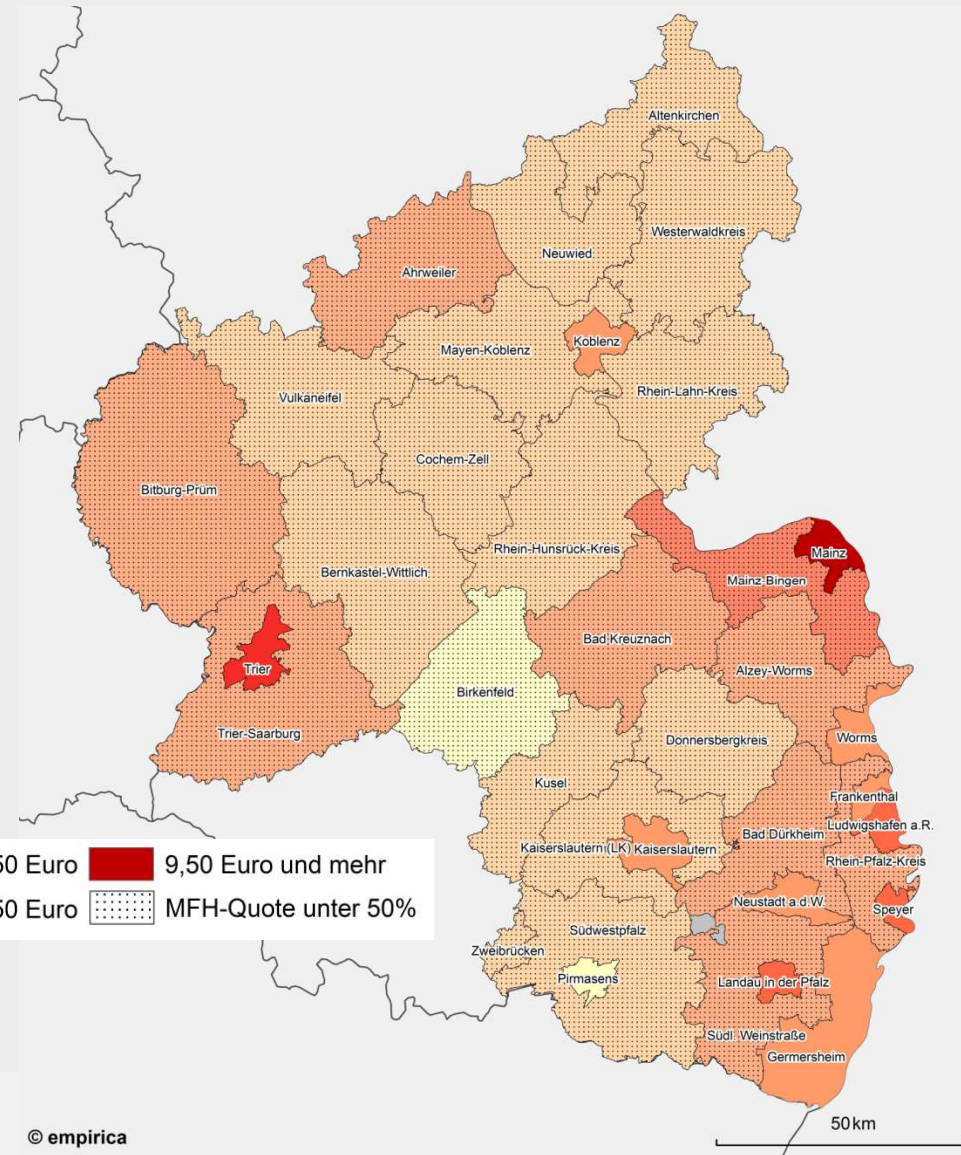 Altenkirchen
Westerwaldkreis
Neuwied
Ahrweiler
Koblenz
Mayen-Koblenz
Rhein-Lahn-Kreis
Vulkaneifel
Cochem-Zell
Bitburg-Prüm
Rhein-Hunsrück-Kreis
Mainz
Bernkastel-Wittlich
Mainz-Bingen
Bad Kreuznach
Trier
Alzey-Worms
Birkenfeld
Trier-Saarburg
Donnersbergkreis
Worms
Kusel
Frankenthal
Ludwigshafen a.R.
Bad Dürkheim
Kaiserslautern (LK) Kaiserslautern
Rhein-Pfalz-Kreis
50 Euro 9,50 Euro und mehr
50 Euro MFH-Quote unter 50%
Neustadt a.d.W.
Speyer
Südwestpfalz
Zweibrücken
Pirmasens
Landau in der Pfalz
Südl. Weinstraße
Germersheim
50km
© empirica